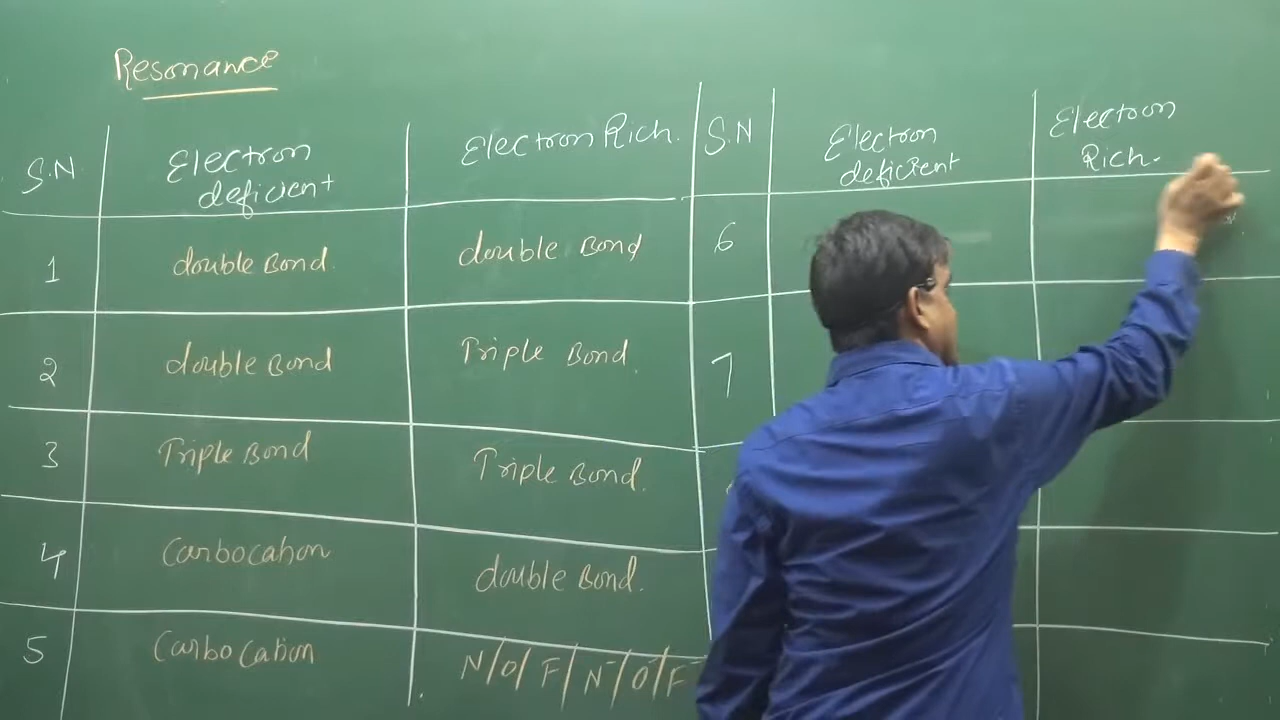 Resonance
S.N Electron deficient Electron Rich. S.N Electron deficient Electron Rich.
1 double Bond. double Bond 6
2 double Bond Triple Bond. 7
3 Triple Bond Triple Bond.
4 Carbocation double Bond.
5 Carbocation N/O/F/N⁻/O⁻/F⁻